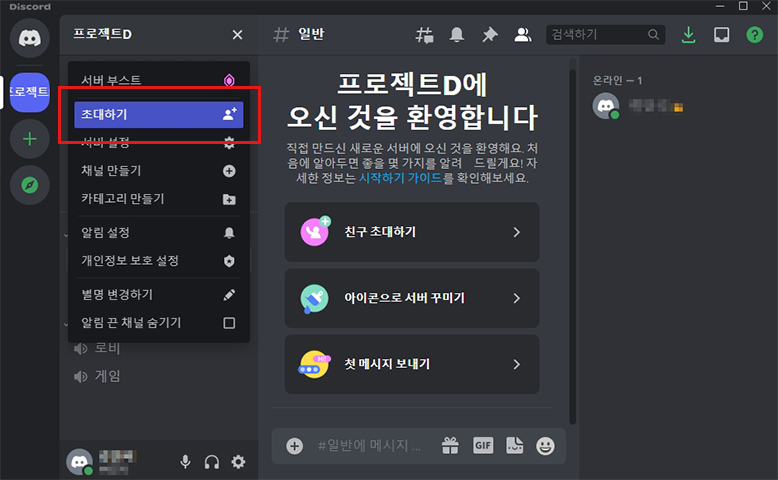 Discord
프로젝트D
일반
검색하기
로젝트
서버 부스트
초대하기
서버 설정
채널 만들기
카테고리 만들기
알림 설정
개인정보 보호 설정
별명 변경하기
알림 끈 채널 숨기기
로비
게임
프로젝트D에
오신 것을 환영합니다
직접 만드신 새로운 서버에 오신 것을 환영해요. 처
음에 알아두면 좋을 몇 가지를 알려 드릴게요! 자
세한 정보는 시작하기 가이드를 확인해보세요.
친구 초대하기
아이콘으로 서버 꾸미기
첫 메시지 보내기
#일반에 메시지 ...
GIF
온라인 — 1